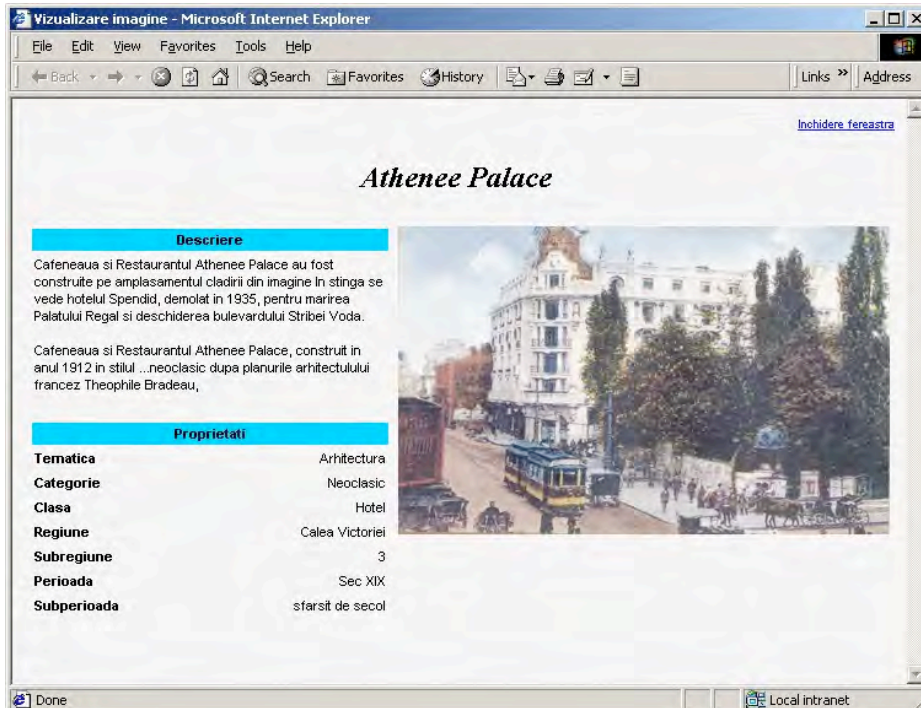 Vizualizare imagine - Microsoft Internet Explorer
File Edit View Favorites Tools Help
Back Search Favorites History Links » Address
Inchidere fereastra
Athenee Palace
Descriere
Cafeneaua si Restaurantul Athenee Palace au fost
construite pe amplasamentul cladirii din imagine In stinga se
vede hotelul Spendid, demolat in 1935, pentru marirea
Palatului Regal si deschiderea bulevardului Stribei Voda.
Cafeneaua si Restaurantul Athenee Palace, construit in
anul 1912 in stilul ...neoclasic dupa planurile arhitectulului
francez Theophile Bradeau,
Proprietati
Tematica Arhitectura
Categorie Neoclasic
Clasa Hotel
Regiune Calea Victoriei
Subregiune 3
Perioada Sec XIX
Subperioada sfarsit de secol
Done Local intranet